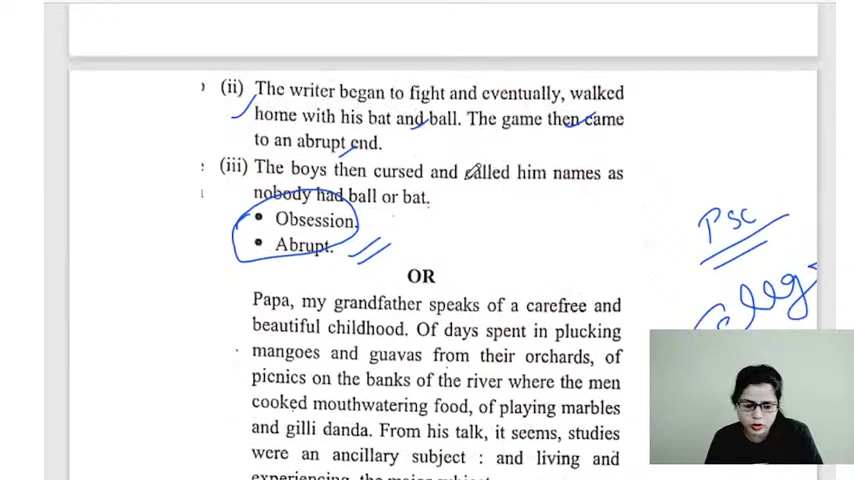 (ii) The writer began to fight and eventually, walked
home with his bat and ball. The game then came
to an abrupt end.
(iii) The boys then cursed and called him names as
nobody had ball or bat.
• Obsession.
• Abrupt.
PSC
OR
Papa, my grandfather speaks of a carefree and
beautiful childhood. Of days spent in plucking
mangoes and guavas from their orchards, of
picnics on the banks of the river where the men
cooked mouthwatering food, of playing marbles
and gilli danda. From his talk, it seems, studies
were an ancillary subject : and living and
experiencing the major subject